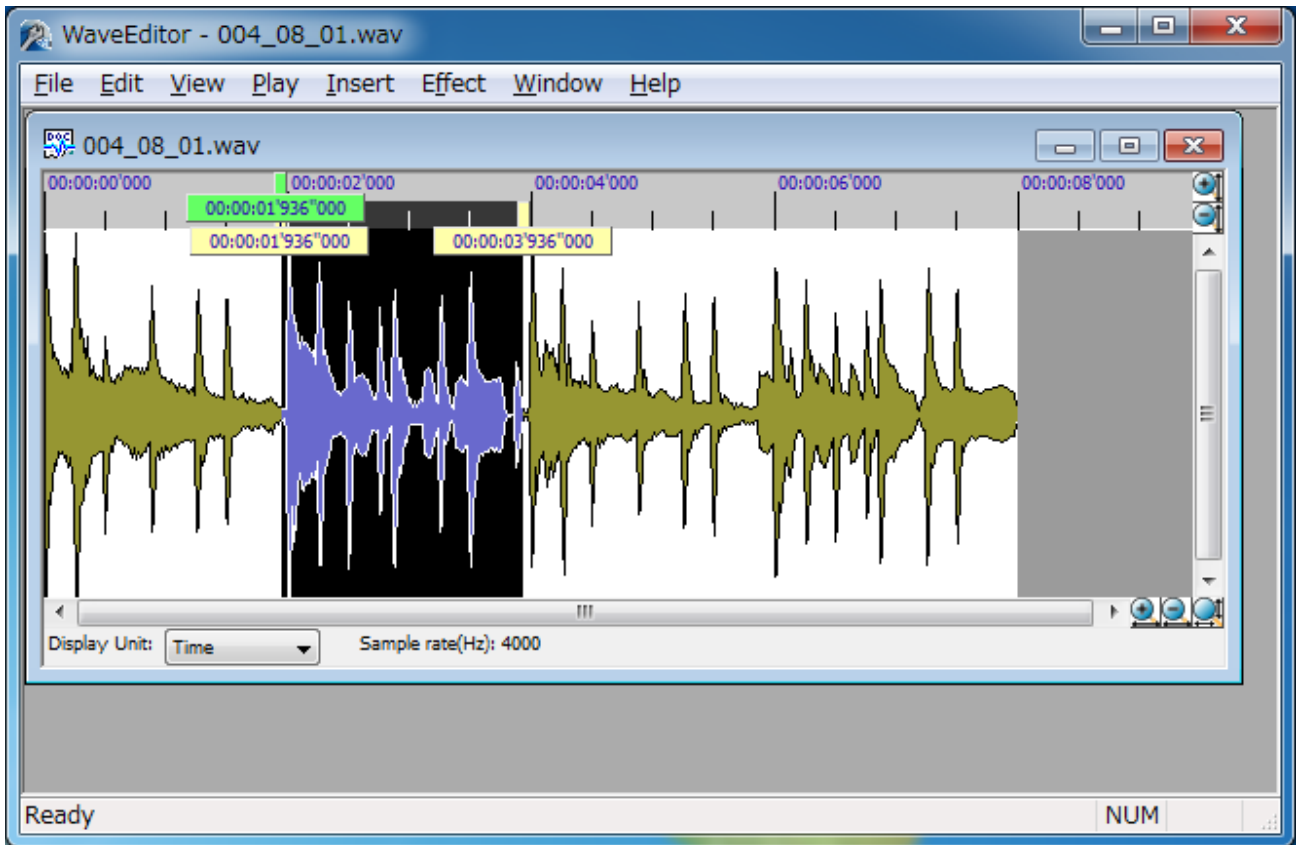 WaveEditor - 004_08_01.wav
File Edit View Play Insert Effect Window Help
004_08_01.wav
00:00:00'000 00:00:02'000 00:00:04'000 00:00:06'000 00:00:08'000
00:00:01'936"000
00:00:01'936"000 00:00:03'936"000
Display Unit: Time Sample rate(Hz): 4000
Ready NUM